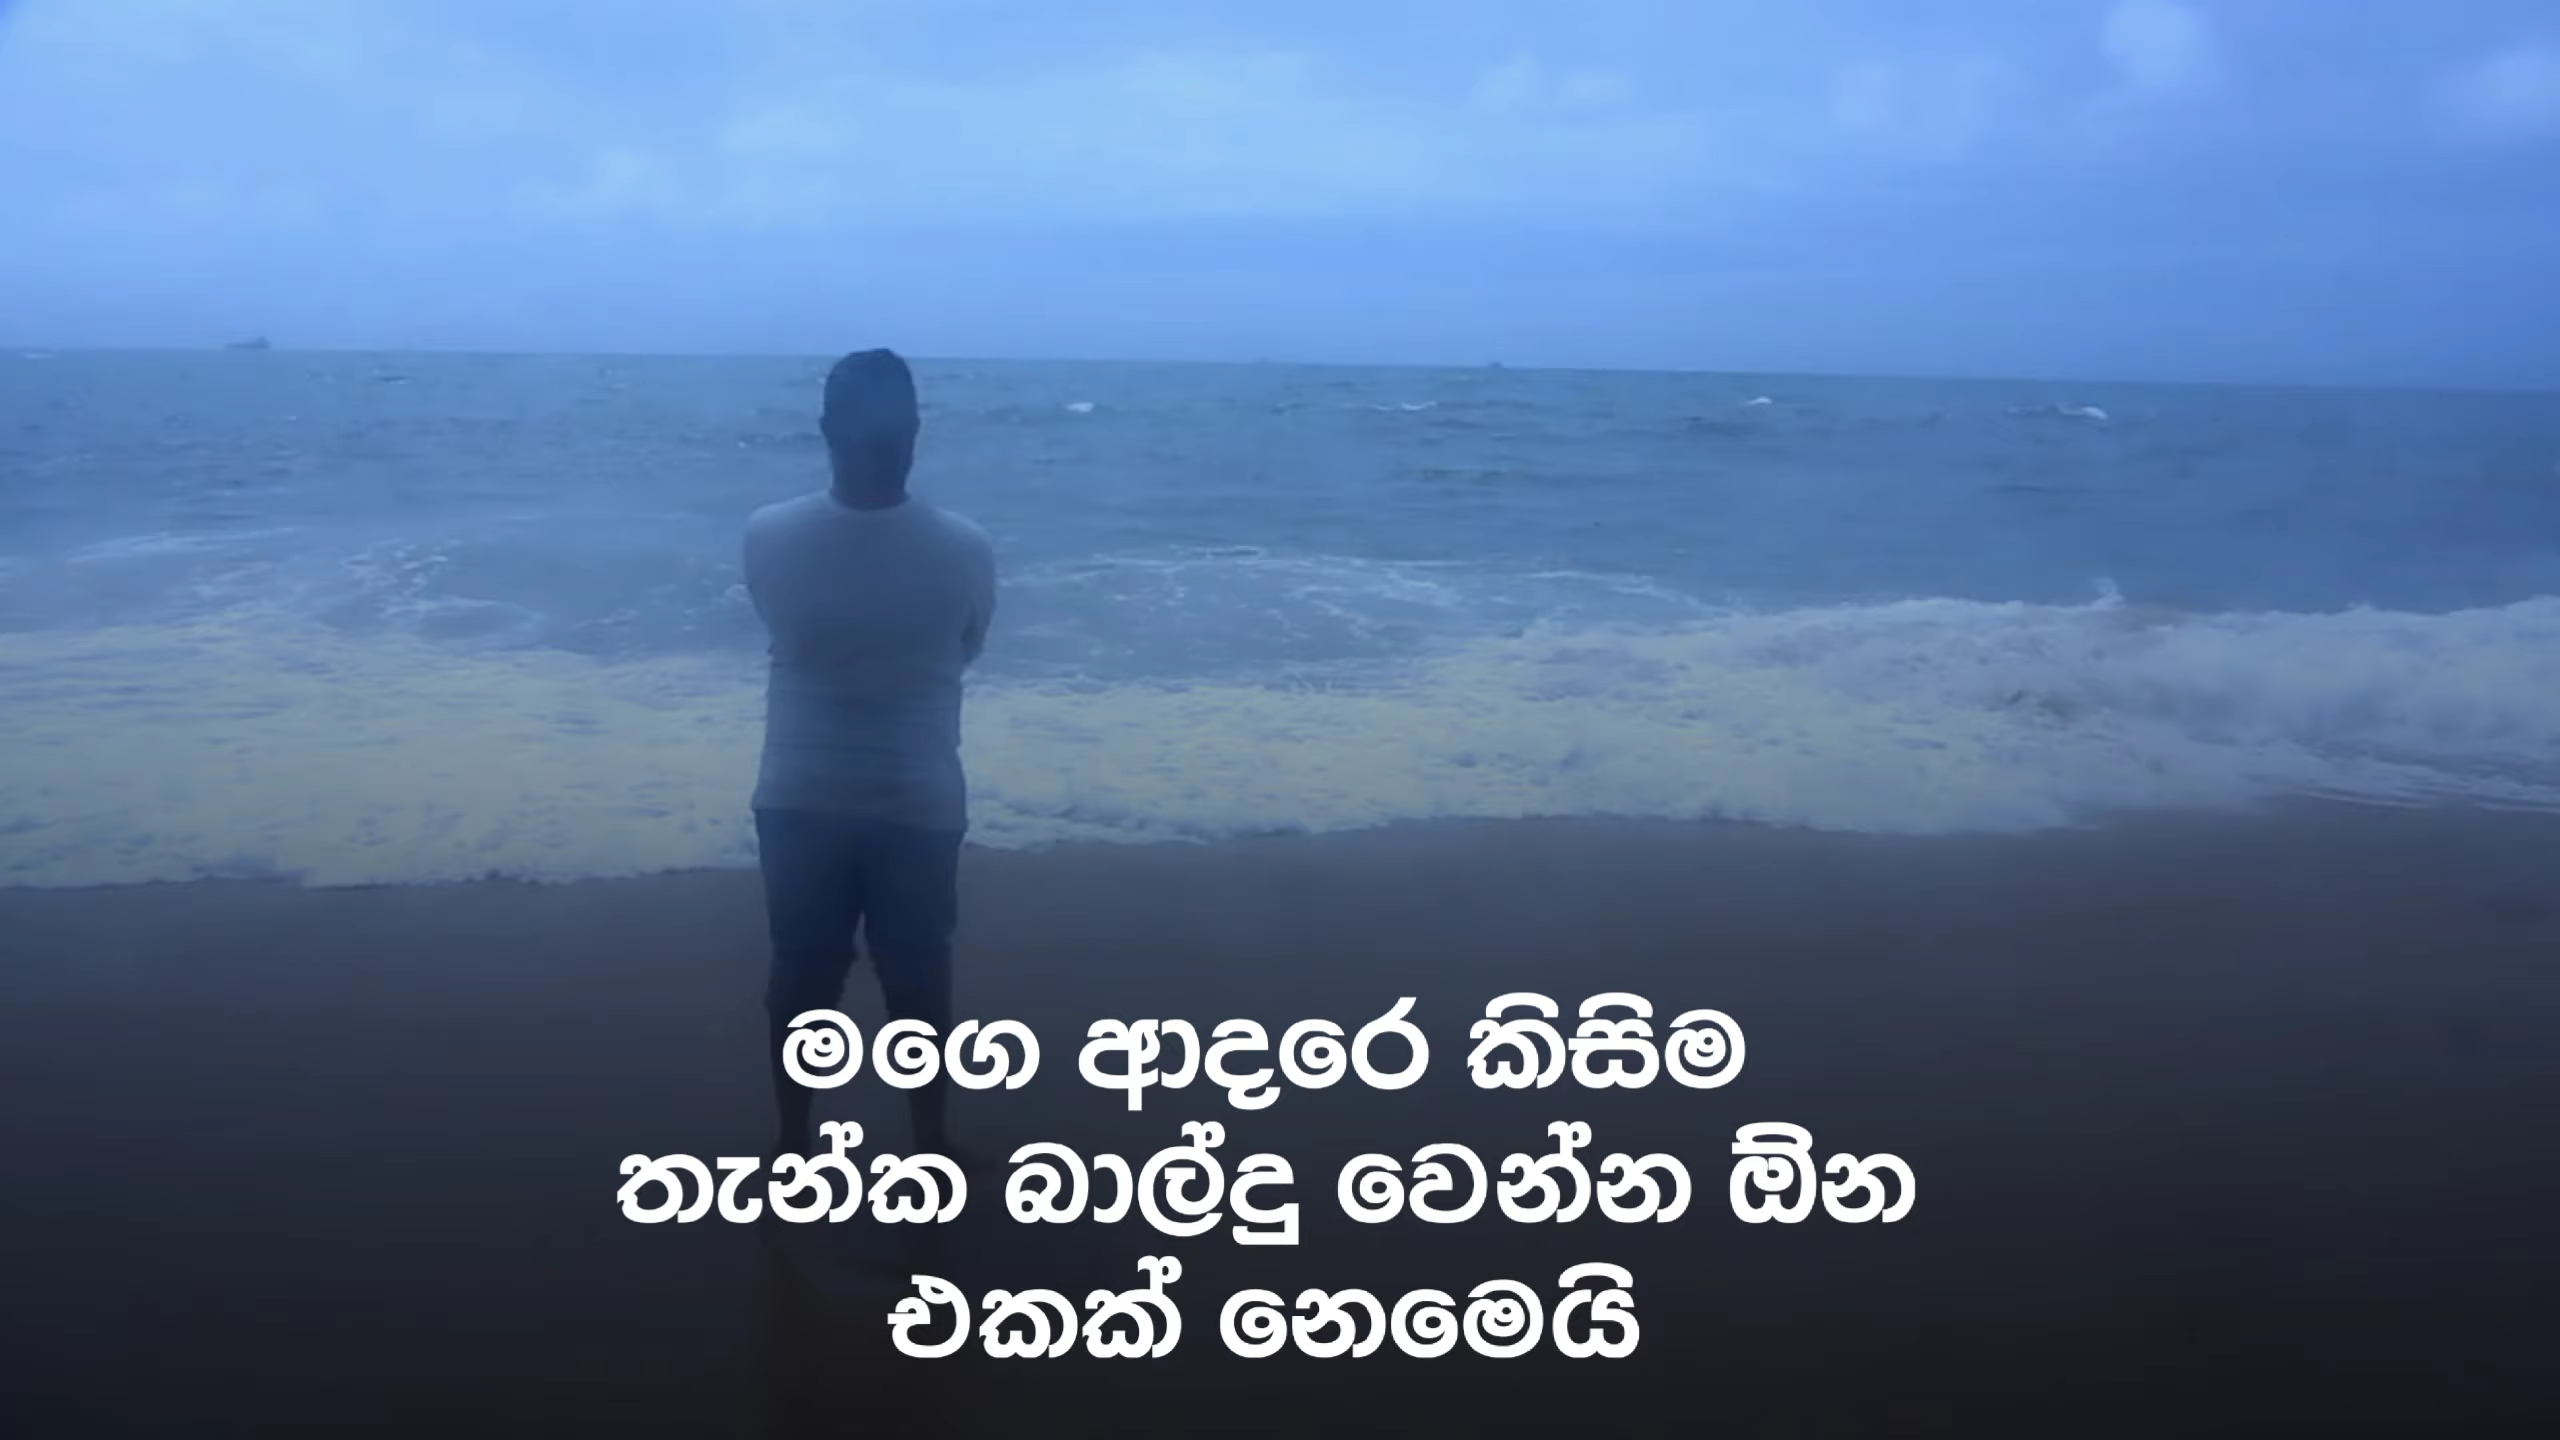 මගෙ ආදරෙ කිසිම
තැන්ක බාල්දු වෙන්න ඕන
එකක් නෙමෙයි